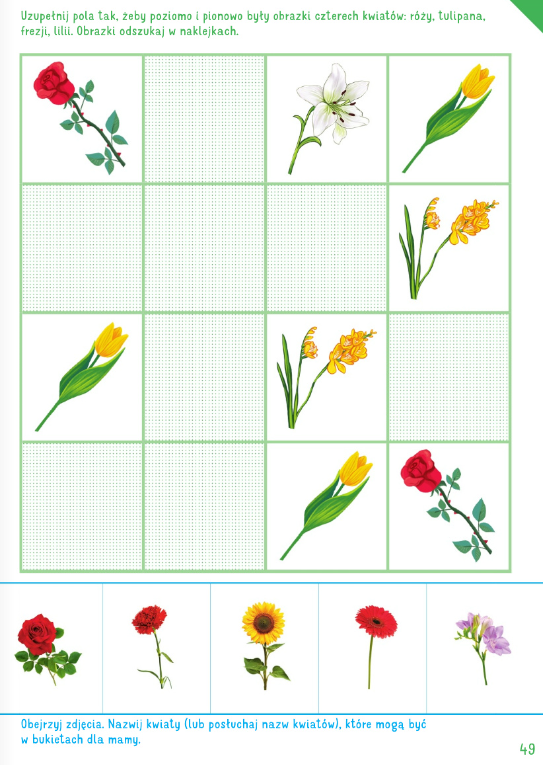 Uzupełnij pola tak, żeby poziomo i pionowo były obrazki czterech kwiatów: róży, tulipana,
frezji, lilii. Obrazki odszukaj w naklejkach.
Obejrzyj zdjęcia. Nazwij kwiaty (lub posłuchaj nazw kwiatów), które mogą być
w bukietach dla mamy.
49